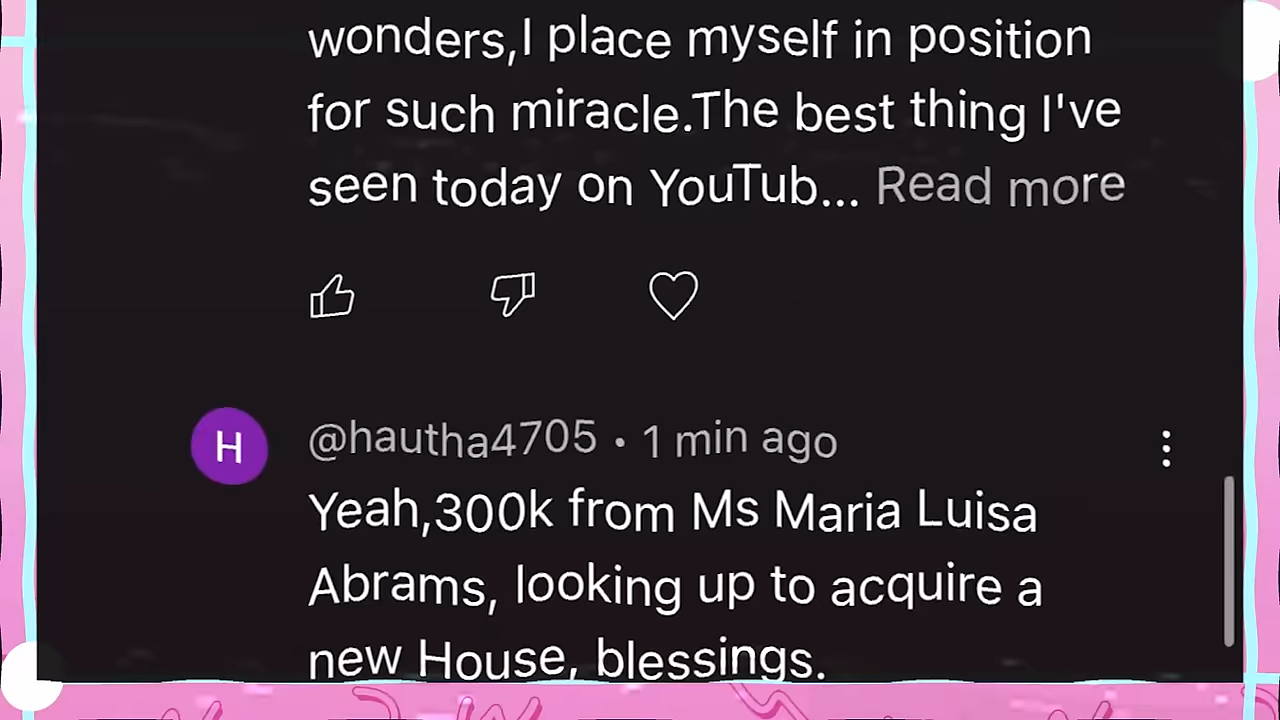 wonders,I place myself in position
for such miracle.The best thing I've
seen today on YouTub... Read more
H
@hautha4705 • 1 min ago
Yeah,300k from Ms Maria Luisa
Abrams, looking up to acquire a
new House, blessings.